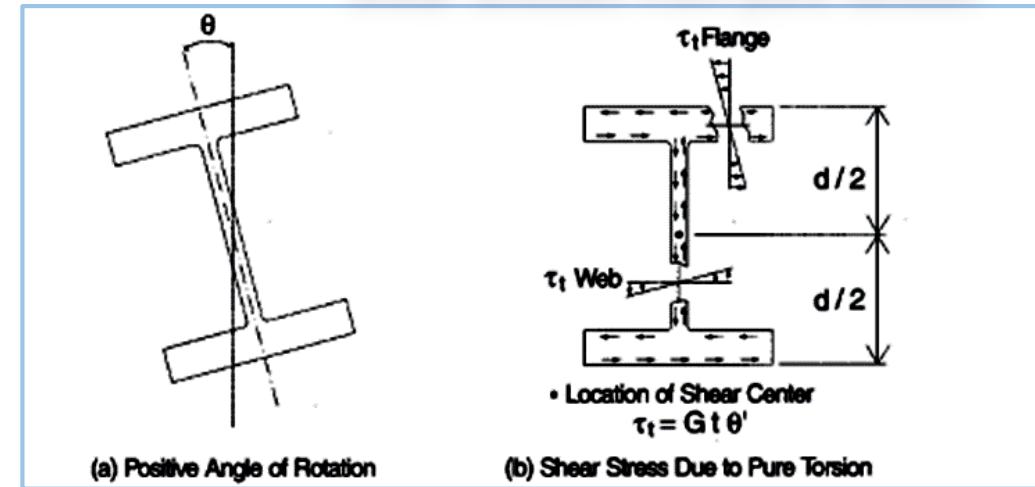 θ
τt Flange
d/2
τt Web
d/2
• Location of Shear Center
τt = G t θ'
(a) Positive Angle of Rotation
(b) Shear Stress Due to Pure Torsion